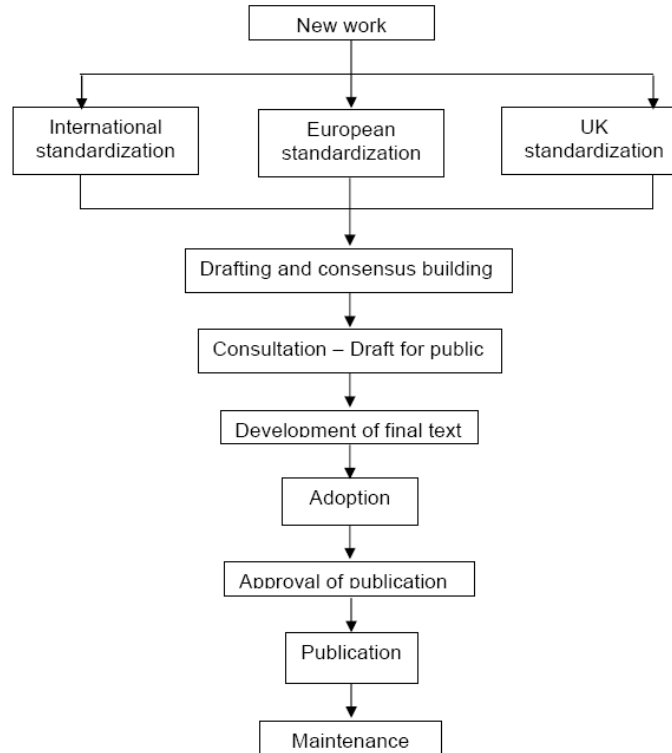 New work
International
standardization
European
standardization
UK
standardization
Drafting and consensus building
Consultation – Draft for public
Development of final text
Adoption
Approval of publication
Publication
Maintenance